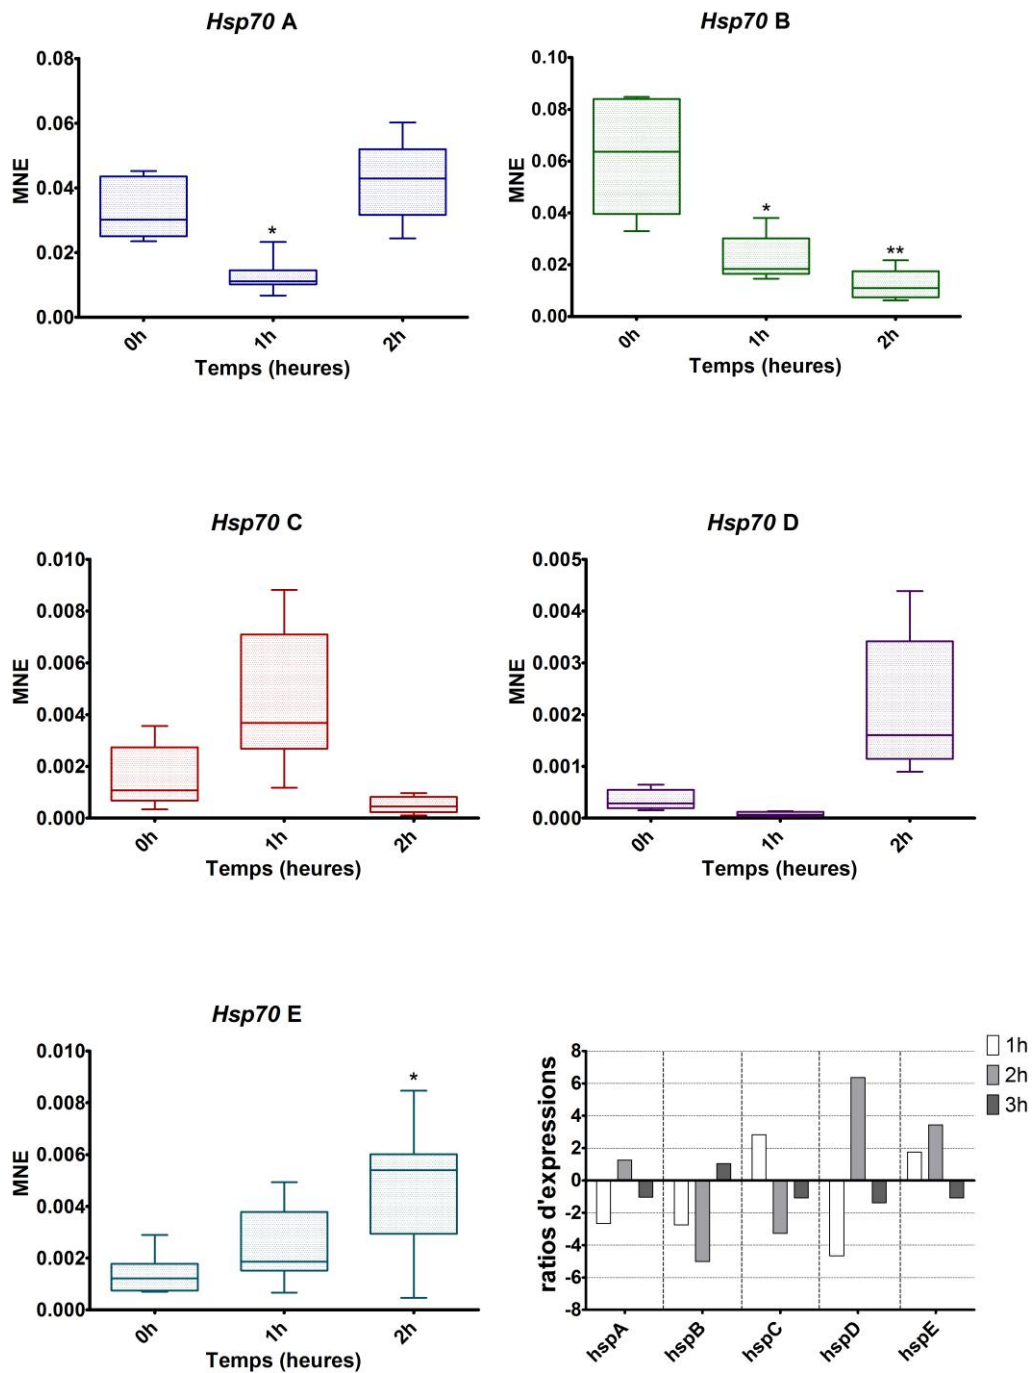 Hsp70 A
0.08
0.06
0.04
0.02
0.00
MNE
*
0h
1h
2h
Temps (heures)
Hsp70 B
0.10
0.08
0.06
0.04
0.02
0.00
MNE
*
**
0h
1h
2h
Temps (heures)
Hsp70 C
0.010
0.008
0.006
0.004
0.002
0.000
MNE
0h
1h
2h
Temps (heures)
Hsp70 D
0.005
0.004
0.003
0.002
0.001
0.000
MNE
0h
1h
2h
Temps (heures)
Hsp70 E
0.010
0.008
0.006
0.004
0.002
0.000
MNE
*
0h
1h
2h
Temps (heures)
ratios d'expressions
8
6
4
2
0
-2
-4
-6
-8
hspA
hspB
hspC
hspD
hspE
1h
2h
3h